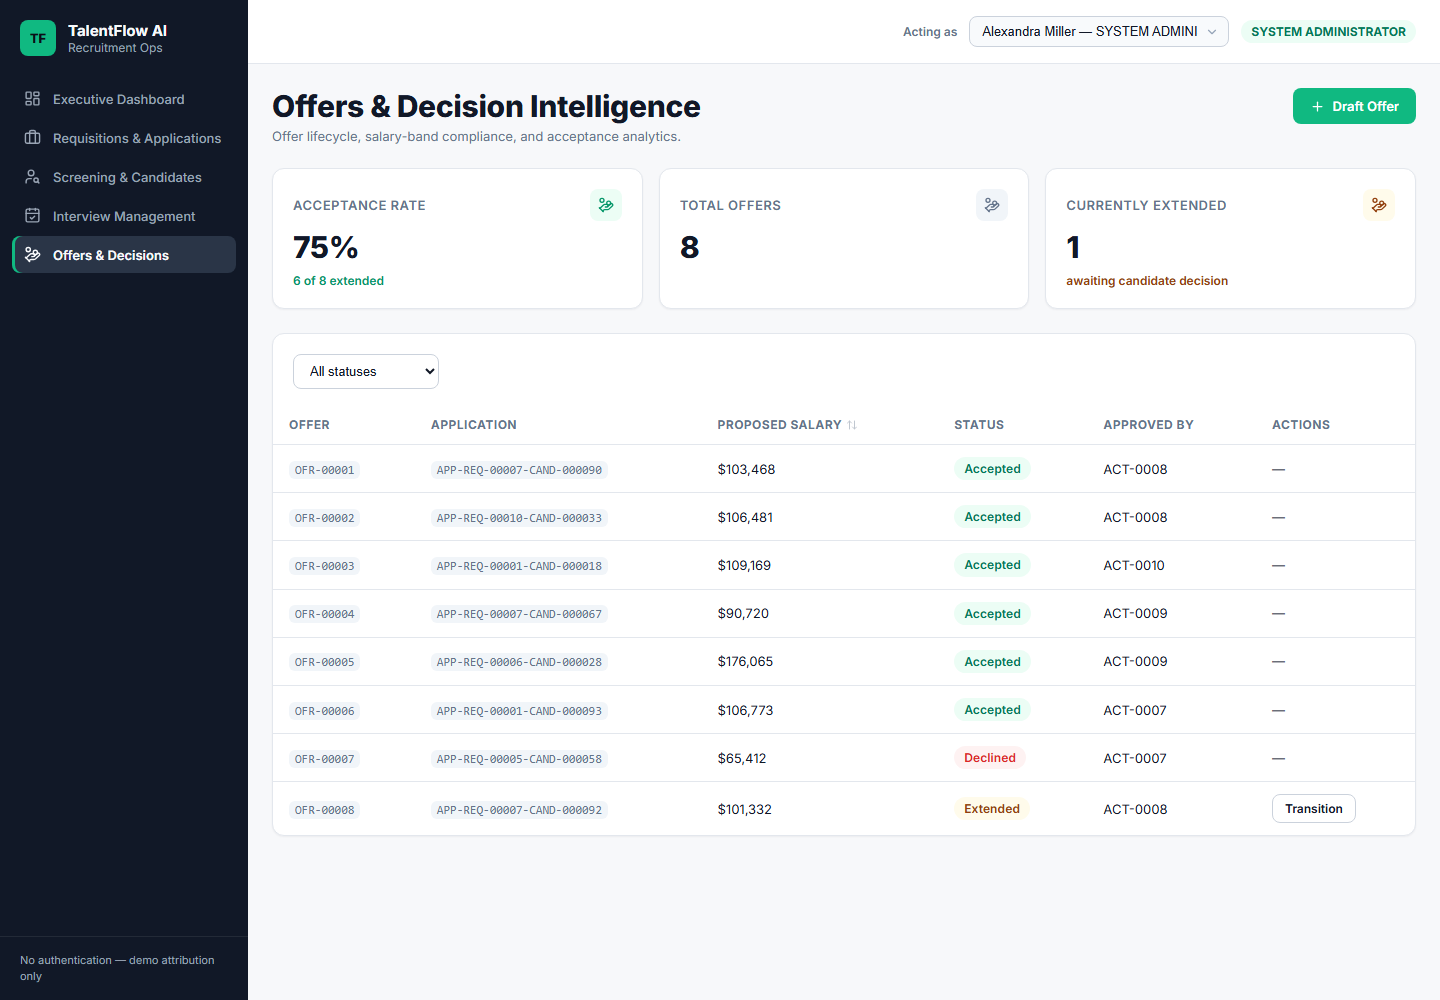 TF
TalentFlow AI
Recruitment Ops
Executive Dashboard
Requisitions & Applications
Screening & Candidates
Interview Management
Offers & Decisions
No authentication — demo attribution
only
Acting as
Alexandra Miller — SYSTEM ADMINI
SYSTEM ADMINISTRATOR
Offers & Decision Intelligence
Offer lifecycle, salary-band compliance, and acceptance analytics.
Draft Offer
ACCEPTANCE RATE
75%
6 of 8 extended
TOTAL OFFERS
8
CURRENTLY EXTENDED
1
awaiting candidate decision
All statuses
OFFER APPLICATION PROPOSED SALARY STATUS APPROVED BY ACTIONS
OFR-00001 APP-REQ-00007-CAND-000090 $103,468 Accepted ACT-0008 —
OFR-00002 APP-REQ-00010-CAND-000033 $106,481 Accepted ACT-0008 —
OFR-00003 APP-REQ-00001-CAND-000018 $109,169 Accepted ACT-0010 —
OFR-00004 APP-REQ-00007-CAND-000067 $90,720 Accepted ACT-0009 —
OFR-00005 APP-REQ-00006-CAND-000028 $176,065 Accepted ACT-0009 —
OFR-00006 APP-REQ-00001-CAND-000093 $106,773 Accepted ACT-0007 —
OFR-00007 APP-REQ-00005-CAND-000058 $65,412 Declined ACT-0007 —
OFR-00008 APP-REQ-00007-CAND-000092 $101,332 Extended ACT-0008 Transition